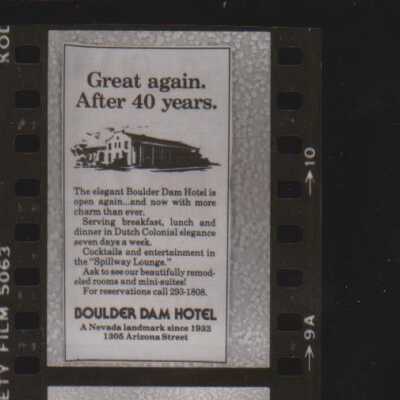 KOD
Great again.
After 40 years.
The elegant Boulder Dam Hotel is
open again...and now with more
charm than ever.
Serving breakfast, lunch and
dinner in Dutch Colonial elegance
seven days a week.
Cocktails and entertainment in
the "Spillway Lounge."
Ask to see our beautifully remod-
eled rooms and mini-suites!
For reservations call 293-1808.
BOULDER DAM HOTEL
A Nevada landmark since 1933
1305 Arizona Street
ETY FILM 5063
10
9A